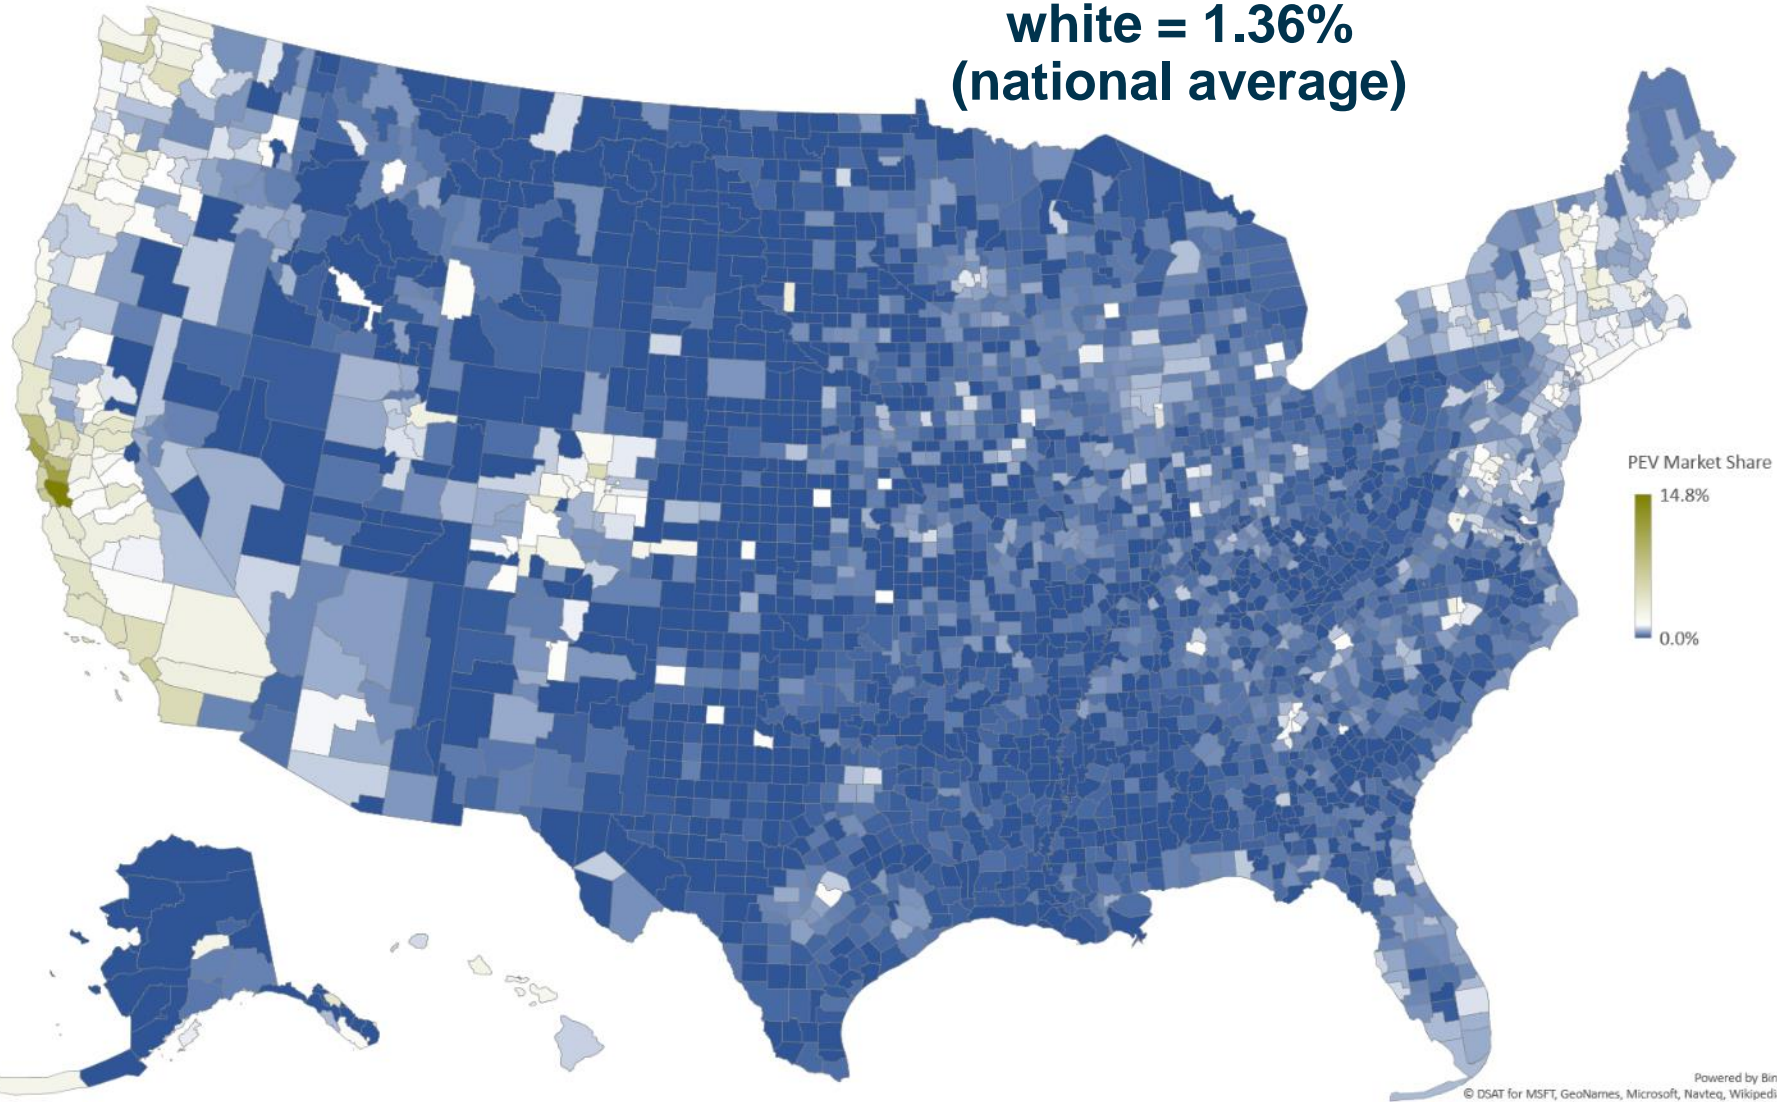 white = 1.36%
(national average)
PEV Market Share
14.8%
0.0%
Powered by Bin
© DSAT for MSFT, GeoNames, Microsoft, Navteq, Wikipedi